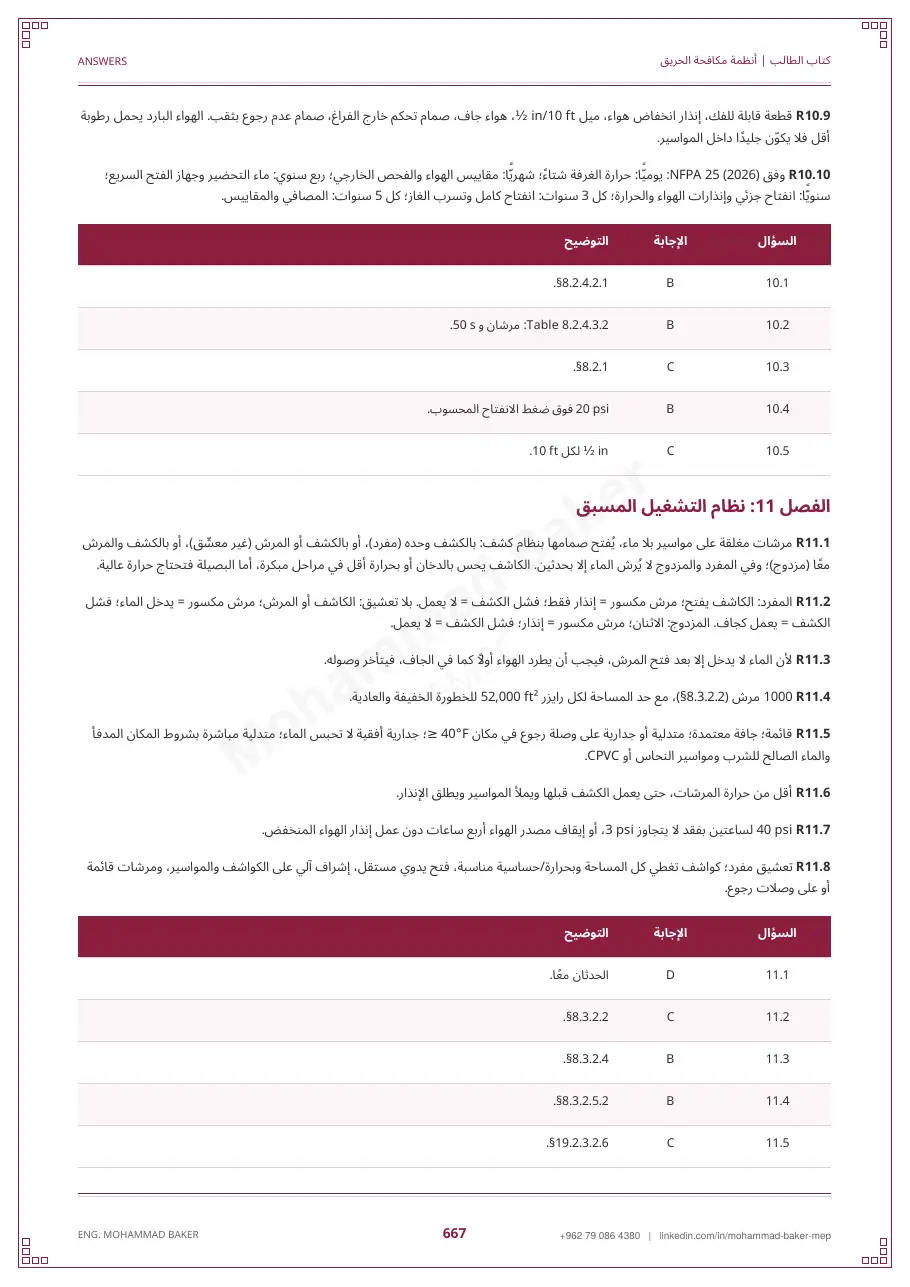 كتاب الطالب | أنظمة مكافحة الحريق
ANSWERS
R10.9 قطعة قابلة للفك، إنذار انخفاض هواء، ميل ½ in/10 ft، هواء جاف، صمام تحكم خارج الفراغ، صمام عدم رجوع بثقب. الهواء البارد يحمل رطوبة
أقل فلا يكوّن جليدًا داخل المواسير.
R10.10 وفق NFPA 25 (2026): يوميًّا: حرارة الغرفة شتاءً؛ شهريًّا: مقاييس الهواء والفحص الخارجي؛ ربع سنوي: ماء التحضير وجهاز الفتح السريع؛
سنويًّا: انفتاح جزئي وإنذارات الهواء والحرارة؛ كل 3 سنوات: انفتاح كامل وتسرب الغاز؛ كل 5 سنوات: المصافي والمقاييس.
السؤال الإجابة التوضيح
10.1 B §8.2.4.2.1.
10.2 B Table 8.2.4.3.2: مرشان و 50 s.
10.3 C §8.2.1.
10.4 B 20 psi فوق ضغط الانفتاح المحسوب.
10.5 C ½ in لكل 10 ft.
الفصل 11: نظام التشغيل المسبق
R11.1 مرشات مغلقة على مواسير بلا ماء، يُفتح صمامها بنظام كشف: بالكشف وحده (مفرد)، أو بالكشف أو المرش (غير معشّق)، أو بالكشف والمرش
معًا (مزدوج)؛ وفي المفرد والمزدوج لا يُرش الماء إلا بحدثين. الكاشف يحس بالدخان أو بحرارة أقل في مراحل مبكرة، أما البصيلة فتحتاج حرارة عالية.
R11.2 المفرد: الكاشف يفتح؛ مرش مكسور = إنذار فقط؛ فشل الكشف = لا يعمل. بلا تعشيق: الكاشف أو المرش؛ مرش مكسور = يدخل الماء؛ فشل
الكشف = يعمل كجاف. المزدوج: الاثنان؛ مرش مكسور = إنذار؛ فشل الكشف = لا يعمل.
R11.3 لأن الماء لا يدخل إلا بعد فتح المرش، فيجب أن يطرد الهواء أولاً كما في الجاف، فيتأخر وصوله.
R11.4 1000 مرش (§8.3.2.2)، مع حد المساحة لكل رايزر 52,000 ft² للخطورة الخفيفة والعادية.
R11.5 قائمة؛ جافة معتمدة؛ متدلية أو جدارية على وصلة رجوع في مكان ≥ 40°F؛ جدارية أفقية لا تحبس الماء؛ متدلية مباشرة بشروط المكان المدفأ
والماء الصالح للشرب ومواسير النحاس أو CPVC.
R11.6 أقل من حرارة المرشات، حتى يعمل الكشف قبلها ويملأ المواسير ويطلق الإنذار.
R11.7 40 psi لساعتين بفقد لا يتجاوز 3 psi، أو إيقاف مصدر الهواء أربع ساعات دون عمل إنذار الهواء المنخفض.
R11.8 تعشيق مفرد؛ كواشف تغطي كل المساحة وبحرارة/حساسية مناسبة، فتح يدوي مستقل، إشراف آلي على الكواشف والمواسير، ومرشات قائمة
أو على وصلات رجوع.
السؤال الإجابة التوضيح
11.1 D الحدثان معًا.
11.2 C §8.3.2.2.
11.3 B §8.3.2.4.
11.4 B §8.3.2.5.2.
11.5 C §19.2.3.2.6.
ENG. MOHAMMAD BAKER
667
+962 79 086 4380 | linkedin.com/in/mohammad-baker-mep